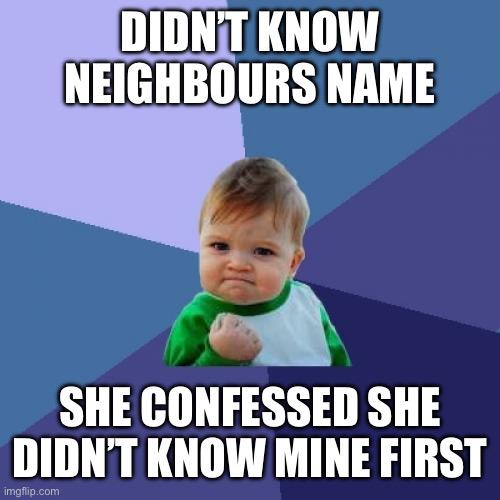 DIDN’T KNOW
NEIGHBOURS NAME
SHE CONFESSED SHE
DIDN’T KNOW MINE FIRST
imgflip.com